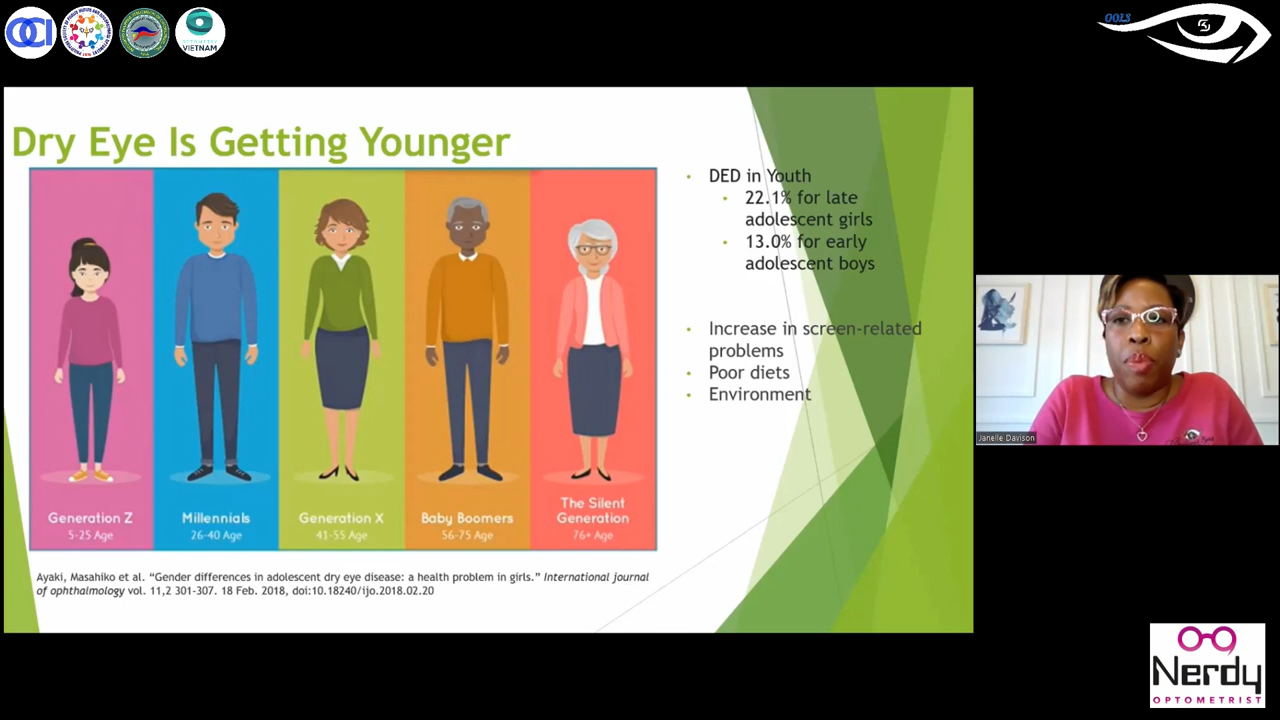 OCI
OPTOMETRY
VIETNAM
OOLS
Dry Eye Is Getting Younger
DED in Youth
22.1% for late
adolescent girls
13.0% for early
adolescent boys
Increase in screen-related
problems
Poor diets
Environment
Generation Z
5-25 Age
Millennials
26-40 Age
Generation X
41-55 Age
Baby Boomers
56-75 Age
The Silent
Generation
76+ Age
Ayaki, Masahiko et al. “Gender differences in adolescent dry eye disease: a health problem in girls.” International journal
of ophthalmology vol. 11,2 301-307. 18 Feb. 2018, doi:10.18240/ijo.2018.02.20
Janelle Davison
Nerdy
OPTOMETRIST